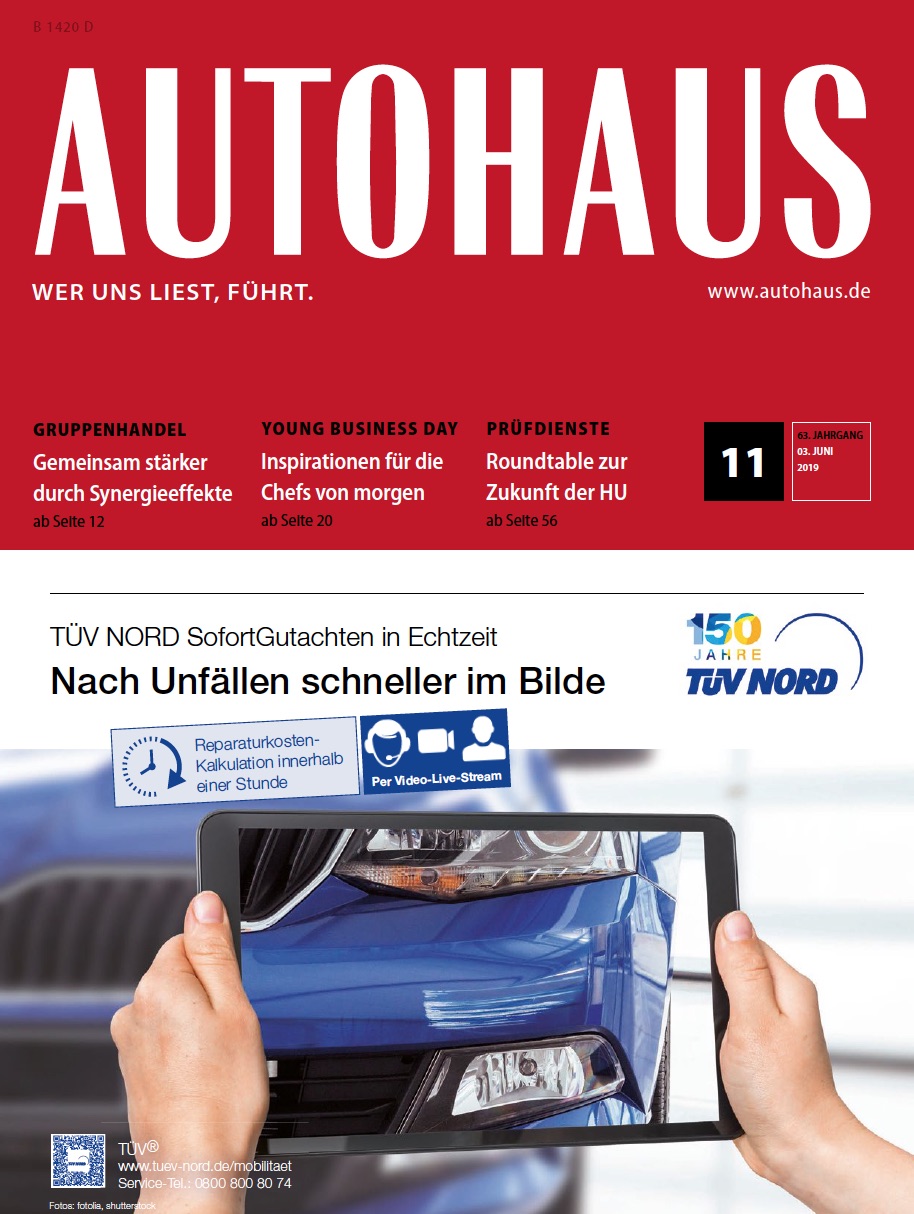 B 1420 D
AUTOHAUS
WER UNS LIEST, FÜHRT.
www.autohaus.de
GRUPPENHANDEL
Gemeinsam stärker
durch Synergieeffekte
ab Seite 12
YOUNG BUSINESS DAY
Inspirationen für die
Chefs von morgen
ab Seite 20
PRÜFDIENSTE
Roundtable zur
Zukunft der HU
ab Seite 56
11
63. JAHRGANG
03. JUNI
2019
TÜV NORD SofortGutachten in Echtzeit
Nach Unfällen schneller im Bilde
150
JAHRE
TÜV NORD
Reparaturkosten-
Kalkulation innerhalb
einer Stunde
Per Video-Live-Stream
TÜV®
www.tuev-nord.de/mobilitaet
Service-Tel.: 0800 800 80 74
Fotos: fotolia, shutterstock